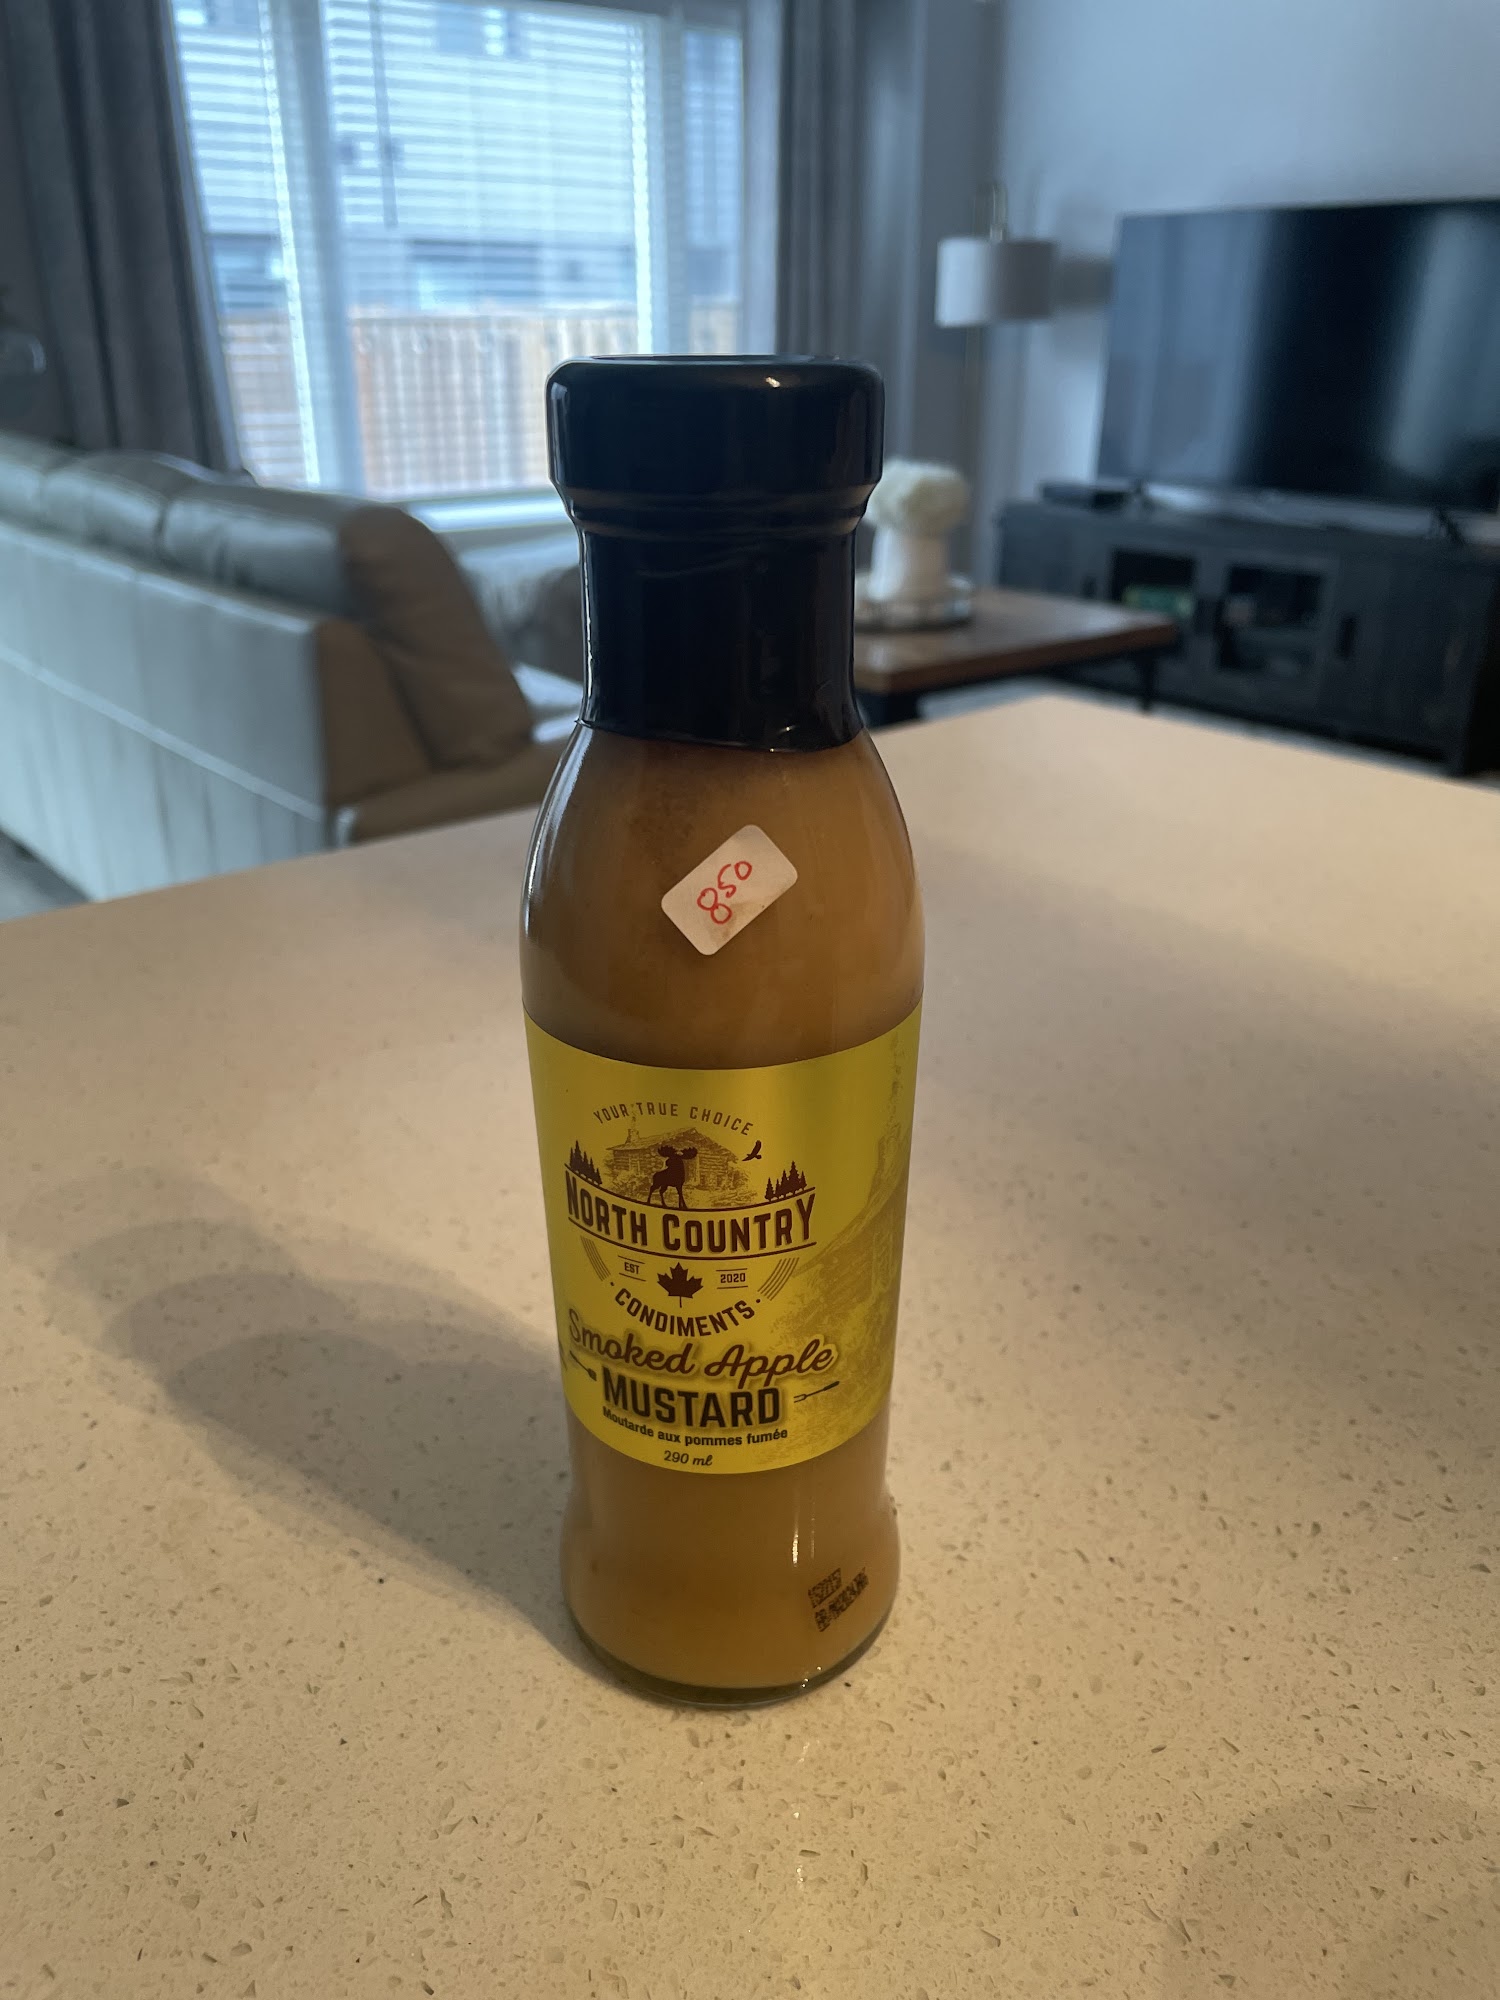 850
YOUR TRUE CHOICE
NORTH COUNTRY
EST 2020
CONDIMENTS
Smoked Apple
MUSTARD
Moutarde aux pommes fumée
290 ml